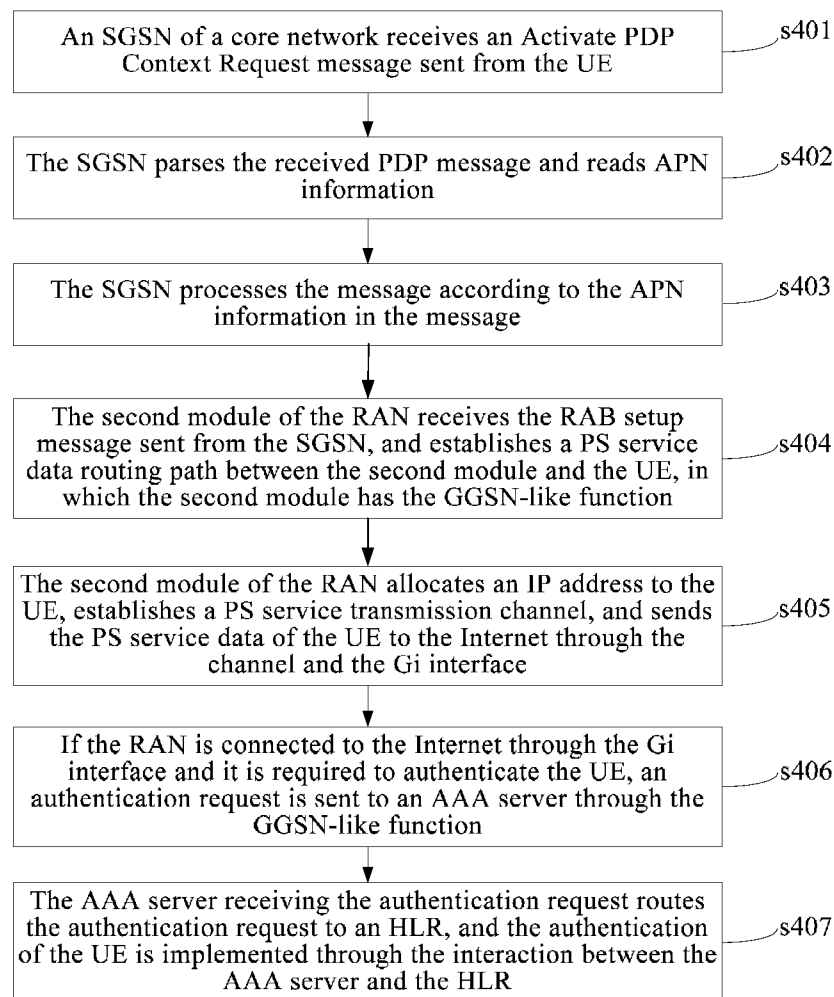 An SGSN of a core network receives an Activate PDP
Context Request message sent from the UE
s401
The SGSN parses the received PDP message and reads APN
information
s402
The SGSN processes the message according to the APN
information in the message
s403
The second module of the RAN receives the RAB setup
message sent from the SGSN, and establishes a PS service
data routing path between the second module and the UE, in
which the second module has the GGSN-like function
s404
The second module of the RAN allocates an IP address to the
UE, establishes a PS service transmission channel, and sends
the PS service data of the UE to the Internet through the
channel and the Gi interface
s405
If the RAN is connected to the Internet through the Gi
interface and it is required to authenticate the UE, an
authentication request is sent to an AAA server through the
GGSN-like function
s406
The AAA server receiving the authentication request routes
the authentication request to an HLR, and the authentication
of the UE is implemented through the interaction between the
AAA server and the HLR
s407